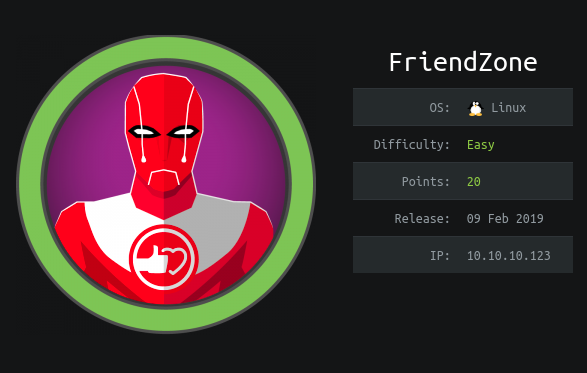 FriendZone
OS: Linux
Difficulty: Easy
Points: 20
Release: 09 Feb 2019
IP: 10.10.10.123